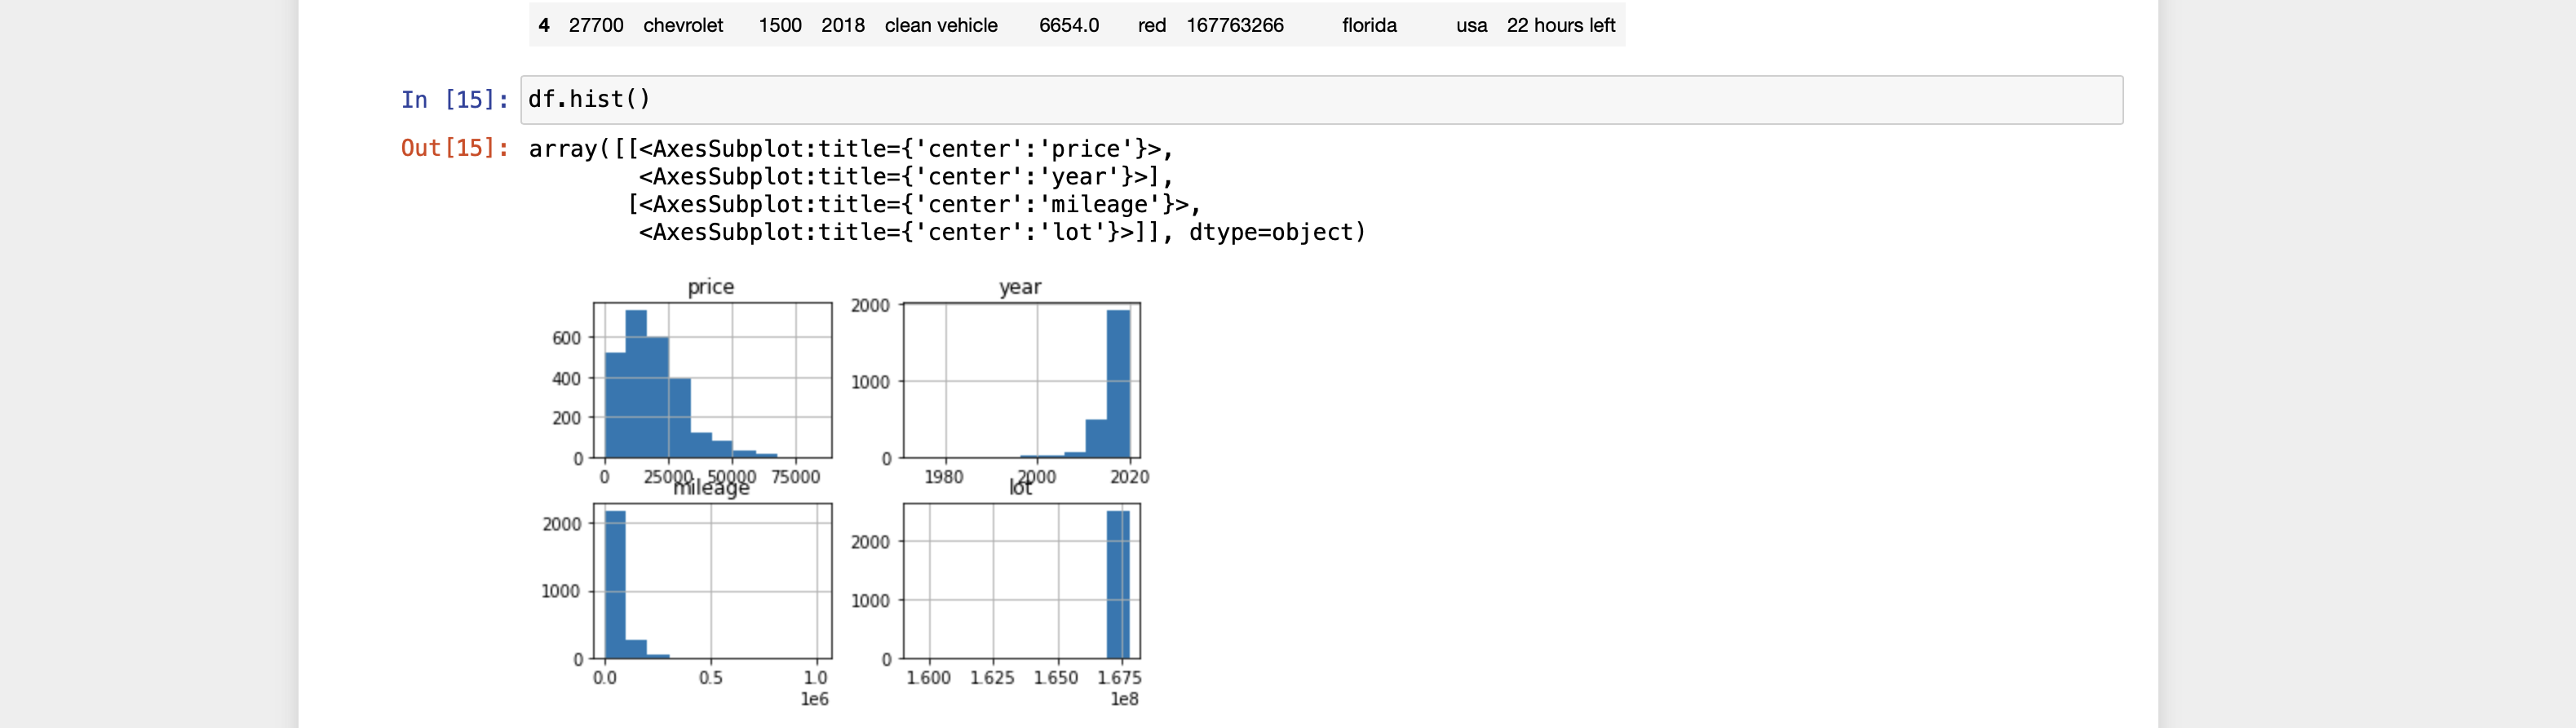 4 27700 chevrolet 1500 2018 clean vehicle 6654.0 red 167763266 florida usa 22 hours left
In [15]: df.hist()
Out[15]: array([[<AxesSubplot:title={'center':'price'}>,
<AxesSubplot:title={'center':'year'}>],
[<AxesSubplot:title={'center':'mileage'}>,
<AxesSubplot:title={'center':'lot'}>]], dtype=object)
price year
600 2000
400 1000
200 0
0
0 25000 50000 75000 1980 2000 2020
mileage lot
2000 2000
1000 1000
0 0
0.0 0.5 1.0 1.600 1.625 1.650 1.675
1e6 1e8